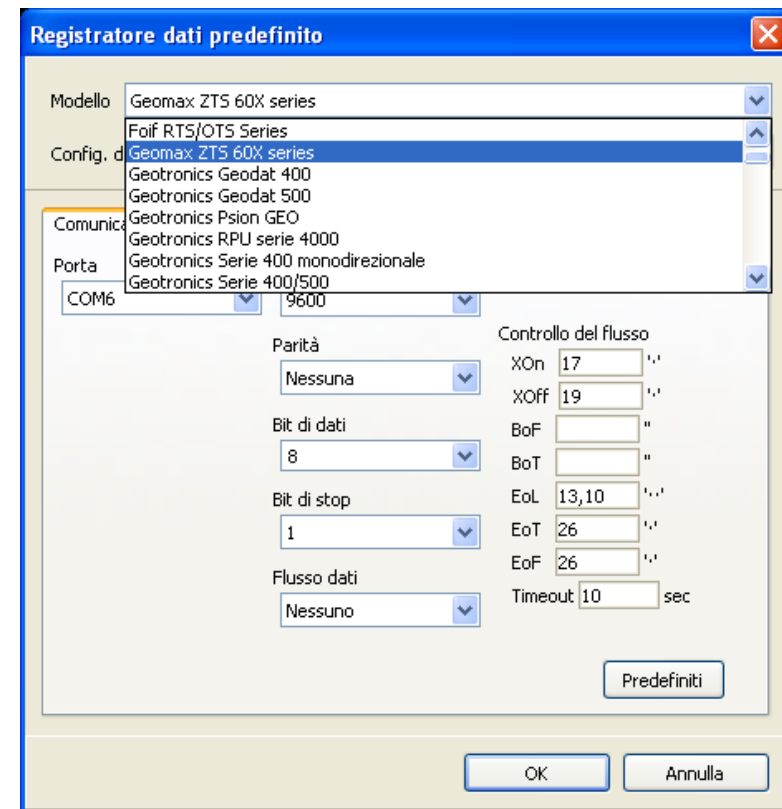 Registratore dati predefinito
Modello Geomax ZTS 60X series
Foif RTS/OTS Series
Config. d Geomax ZTS 60X series
Geotronics Geodat 400
Geotronics Geodat 500
Comunica Geotronics Psion GEO
Geotronics RPU serie 4000
Porta Geotronics Serie 400 monodirezionale
Geotronics Serie 400/500
COM6 9600
Controllo del flusso
Parità
XOn 17 '·'
Nessuna
XOff 19 '·'
Bit di dati
BoF ''
8
BoT ''
Bit di stop
EoL 13,10 '··'
1
EoT 26 '·'
EoF 26 '·'
Flusso dati
Timeout 10 sec
Nessuno
Predefiniti
OK Annulla